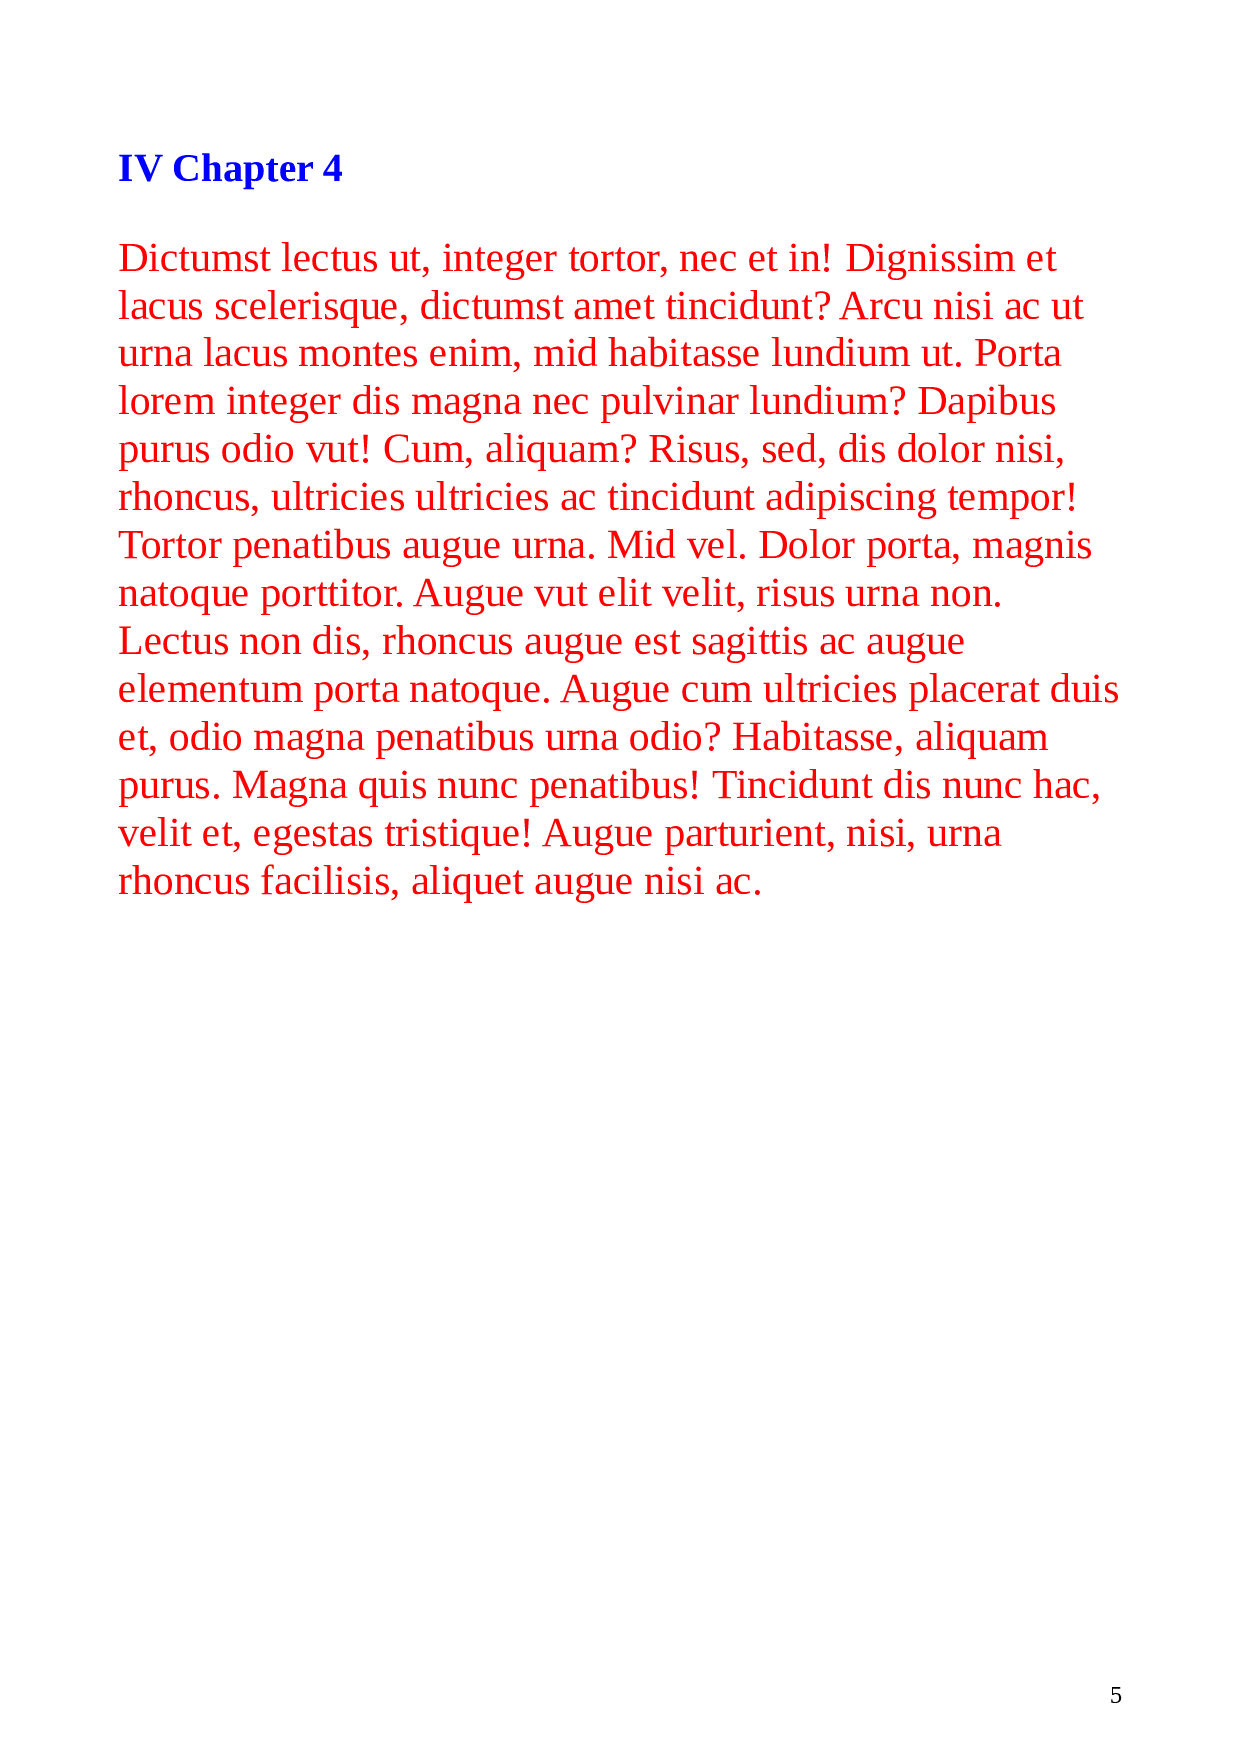 IV Chapter 4
Dictumst lectus ut, integer tortor, nec et in! Dignissim et
lacus scelerisque, dictumst amet tincidunt? Arcu nisi ac ut
urna lacus montes enim, mid habitasse lundium ut. Porta
lorem integer dis magna nec pulvinar lundium? Dapibus
purus odio vut! Cum, aliquam? Risus, sed, dis dolor nisi,
rhoncus, ultricies ultricies ac tincidunt adipiscing tempor!
Tortor penatibus augue urna. Mid vel. Dolor porta, magnis
natoque porttitor. Augue vut elit velit, risus urna non.
Lectus non dis, rhoncus augue est sagittis ac augue
elementum porta natoque. Augue cum ultricies placerat duis
et, odio magna penatibus urna odio? Habitasse, aliquam
purus. Magna quis nunc penatibus! Tincidunt dis nunc hac,
velit et, egestas tristique! Augue parturient, nisi, urna
rhoncus facilisis, aliquet augue nisi ac.
5